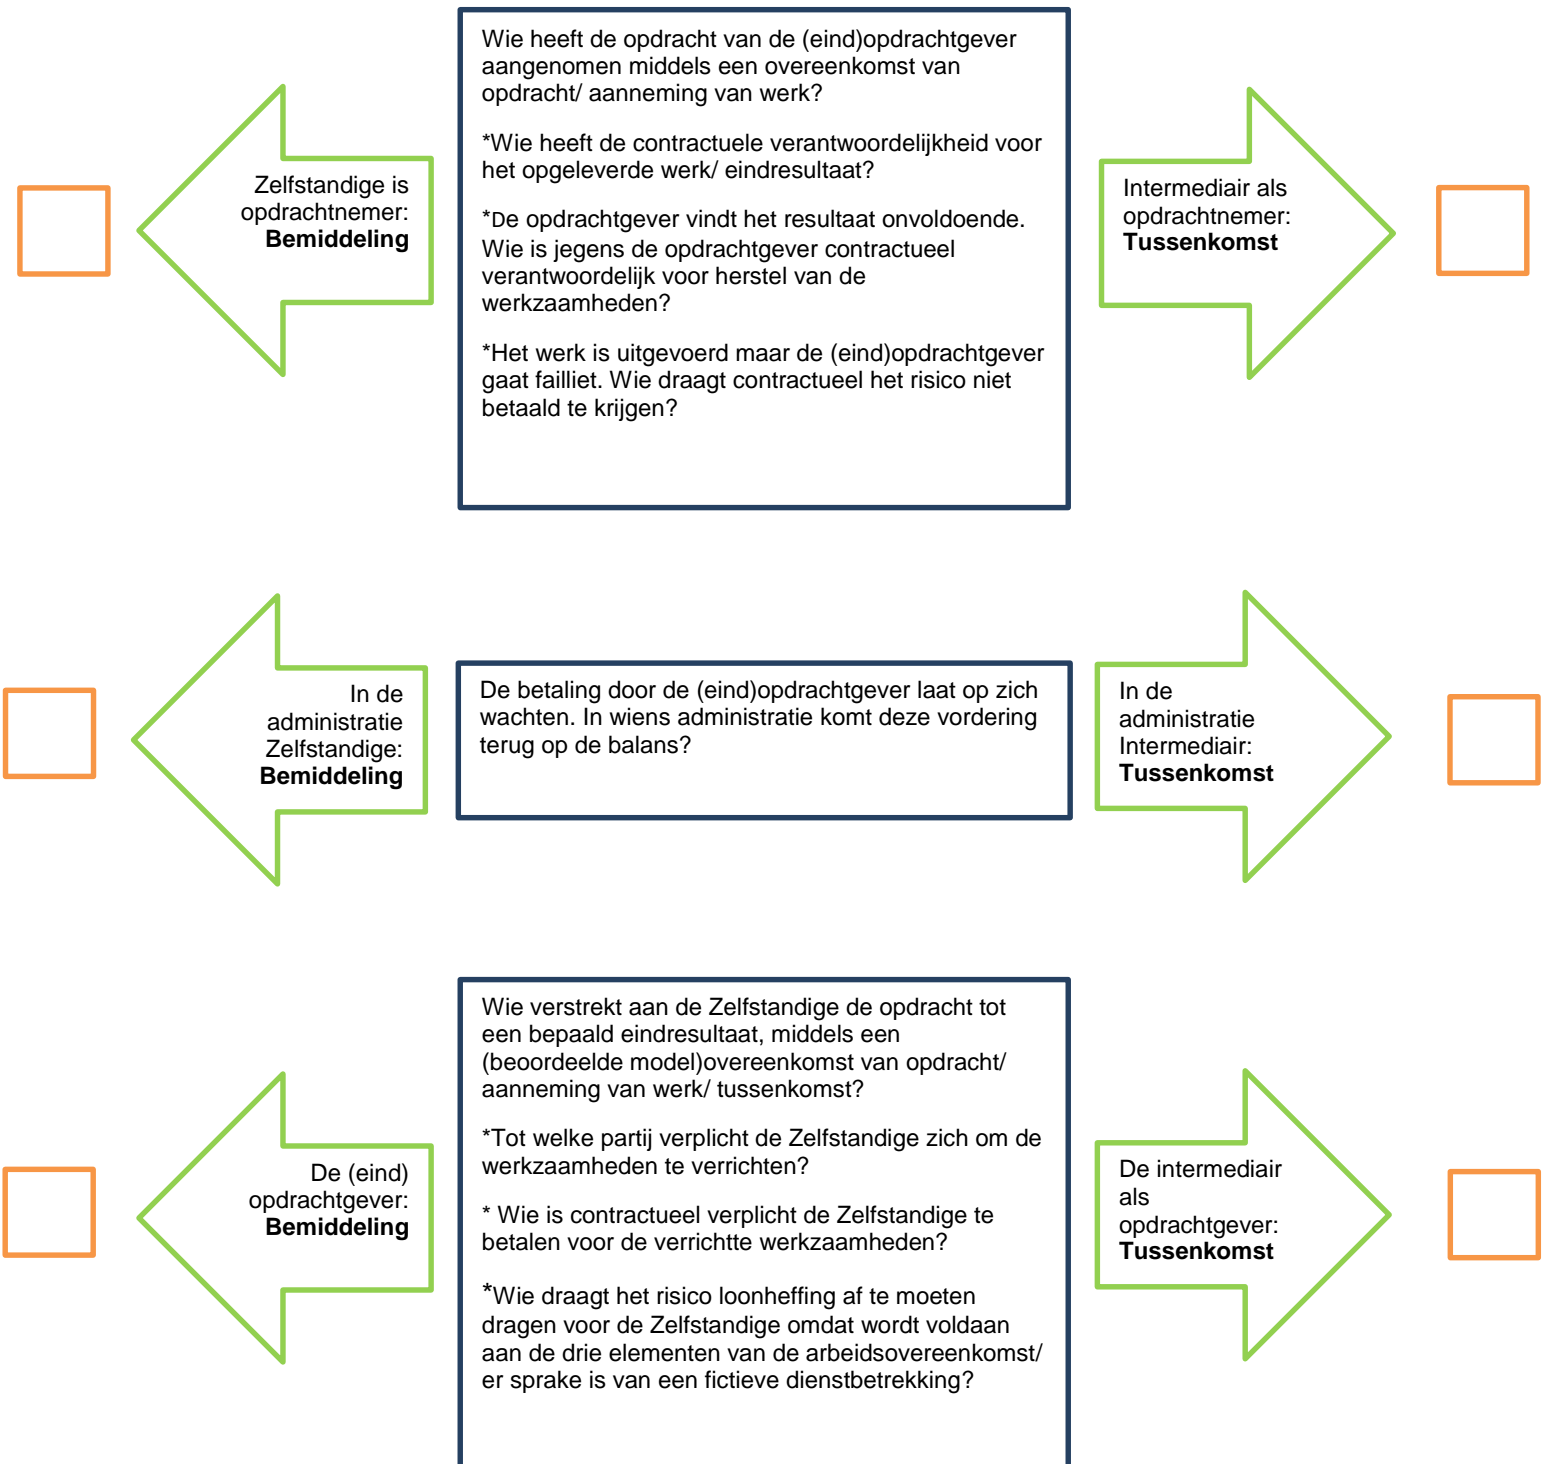 Wie heeft de opdracht van de (eind)opdrachtgever
aangenomen middels een overeenkomst van
opdracht/ aanneming van werk?
*Wie heeft de contractuele verantwoordelijkheid voor
het opgeleverde werk/ eindresultaat?
*De opdrachtgever vindt het resultaat onvoldoende.
Wie is jegens de opdrachtgever contractueel
verantwoordelijk voor herstel van de
werkzaamheden?
*Het werk is uitgevoerd maar de (eind)opdrachtgever
gaat failliet. Wie draagt contractueel het risico niet
betaald te krijgen?
Zelfstandige is
opdrachtnemer:
Bemiddeling
Intermediair als
opdrachtnemer:
Tussenkomst
In de
administratie
Zelfstandige:
Bemiddeling
De betaling door de (eind)opdrachtgever laat op zich
wachten. In wiens administratie komt deze vordering
terug op de balans?
In de
administratie
Intermediair:
Tussenkomst
Wie verstrekt aan de Zelfstandige de opdracht tot
een bepaald eindresultaat, middels een
(beoordeelde model)overeenkomst van opdracht/
aanneming van werk/ tussenkomst?
*Tot welke partij verplicht de Zelfstandige zich om de
werkzaamheden te verrichten?
* Wie is contractueel verplicht de Zelfstandige te
betalen voor de verrichtte werkzaamheden?
*Wie draagt het risico loonheffing af te moeten
dragen voor de Zelfstandige omdat wordt voldaan
aan de drie elementen van de arbeidsovereenkomst/
er sprake is van een fictieve dienstbetrekking?
De (eind)
opdrachtgever:
Bemiddeling
De intermediair
als
opdrachtgever:
Tussenkomst